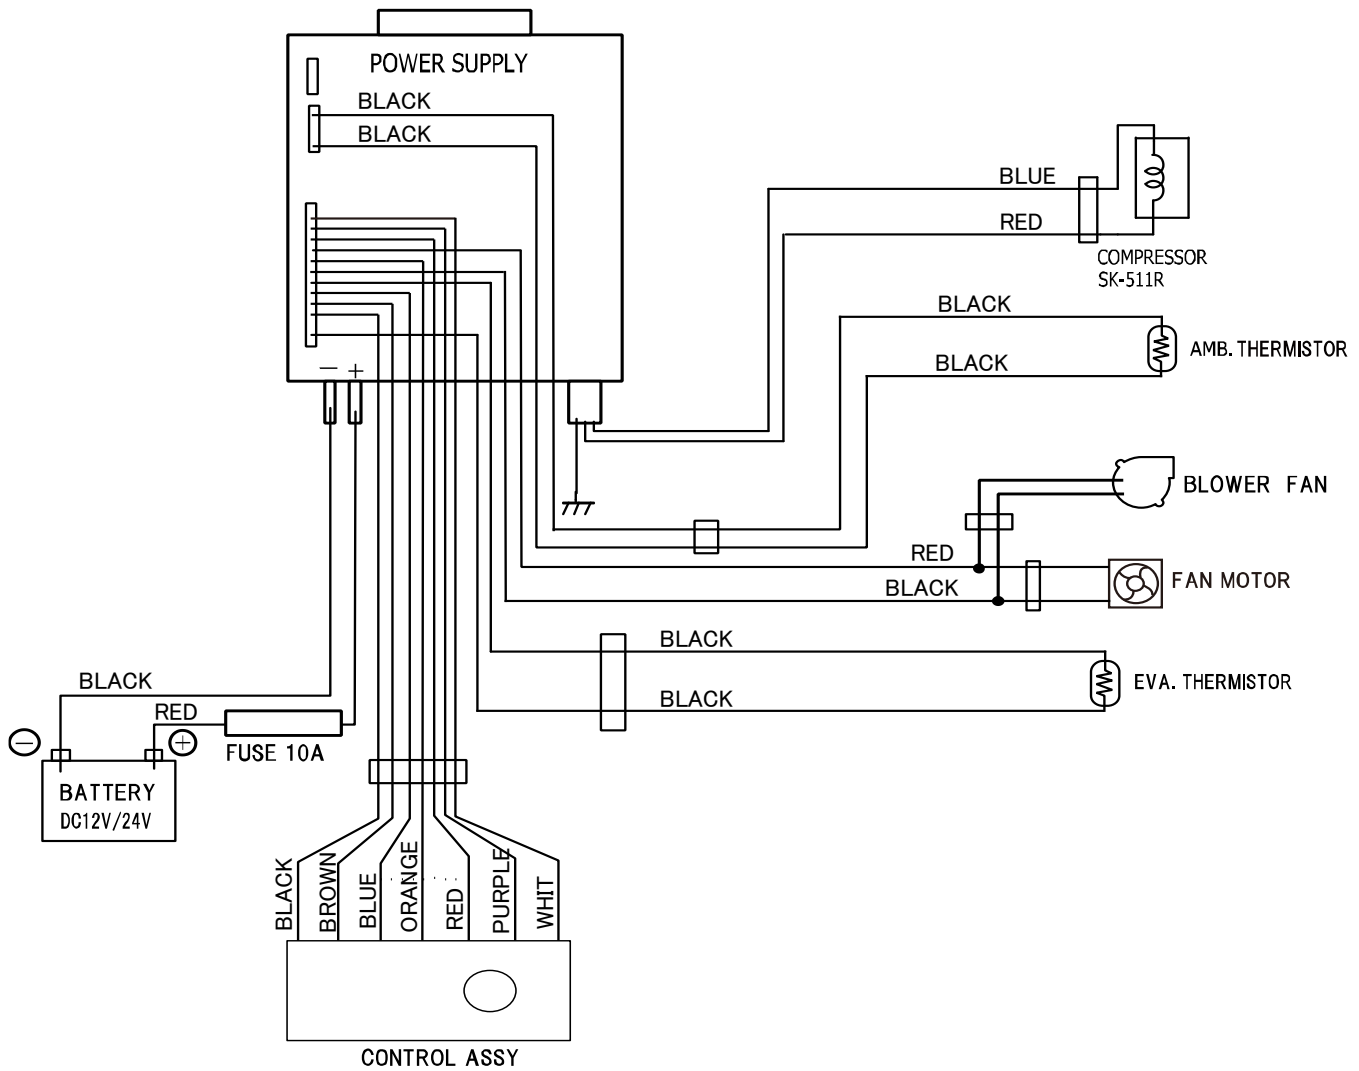 POWER SUPPLY
BLACK
BLACK
BLUE
RED
COMPRESSOR
SK-511R
BLACK
AMB. THERMISTOR
BLACK
− +
BLOWER FAN
RED
FAN MOTOR
BLACK
BLACK
EVA. THERMISTOR
BLACK
BLACK
RED
− +
FUSE 10A
BATTERY
DC12V/24V
BLACK
BROWN
BLUE
ORANGE
RED
PURPLE
WHIT
CONTROL ASSY